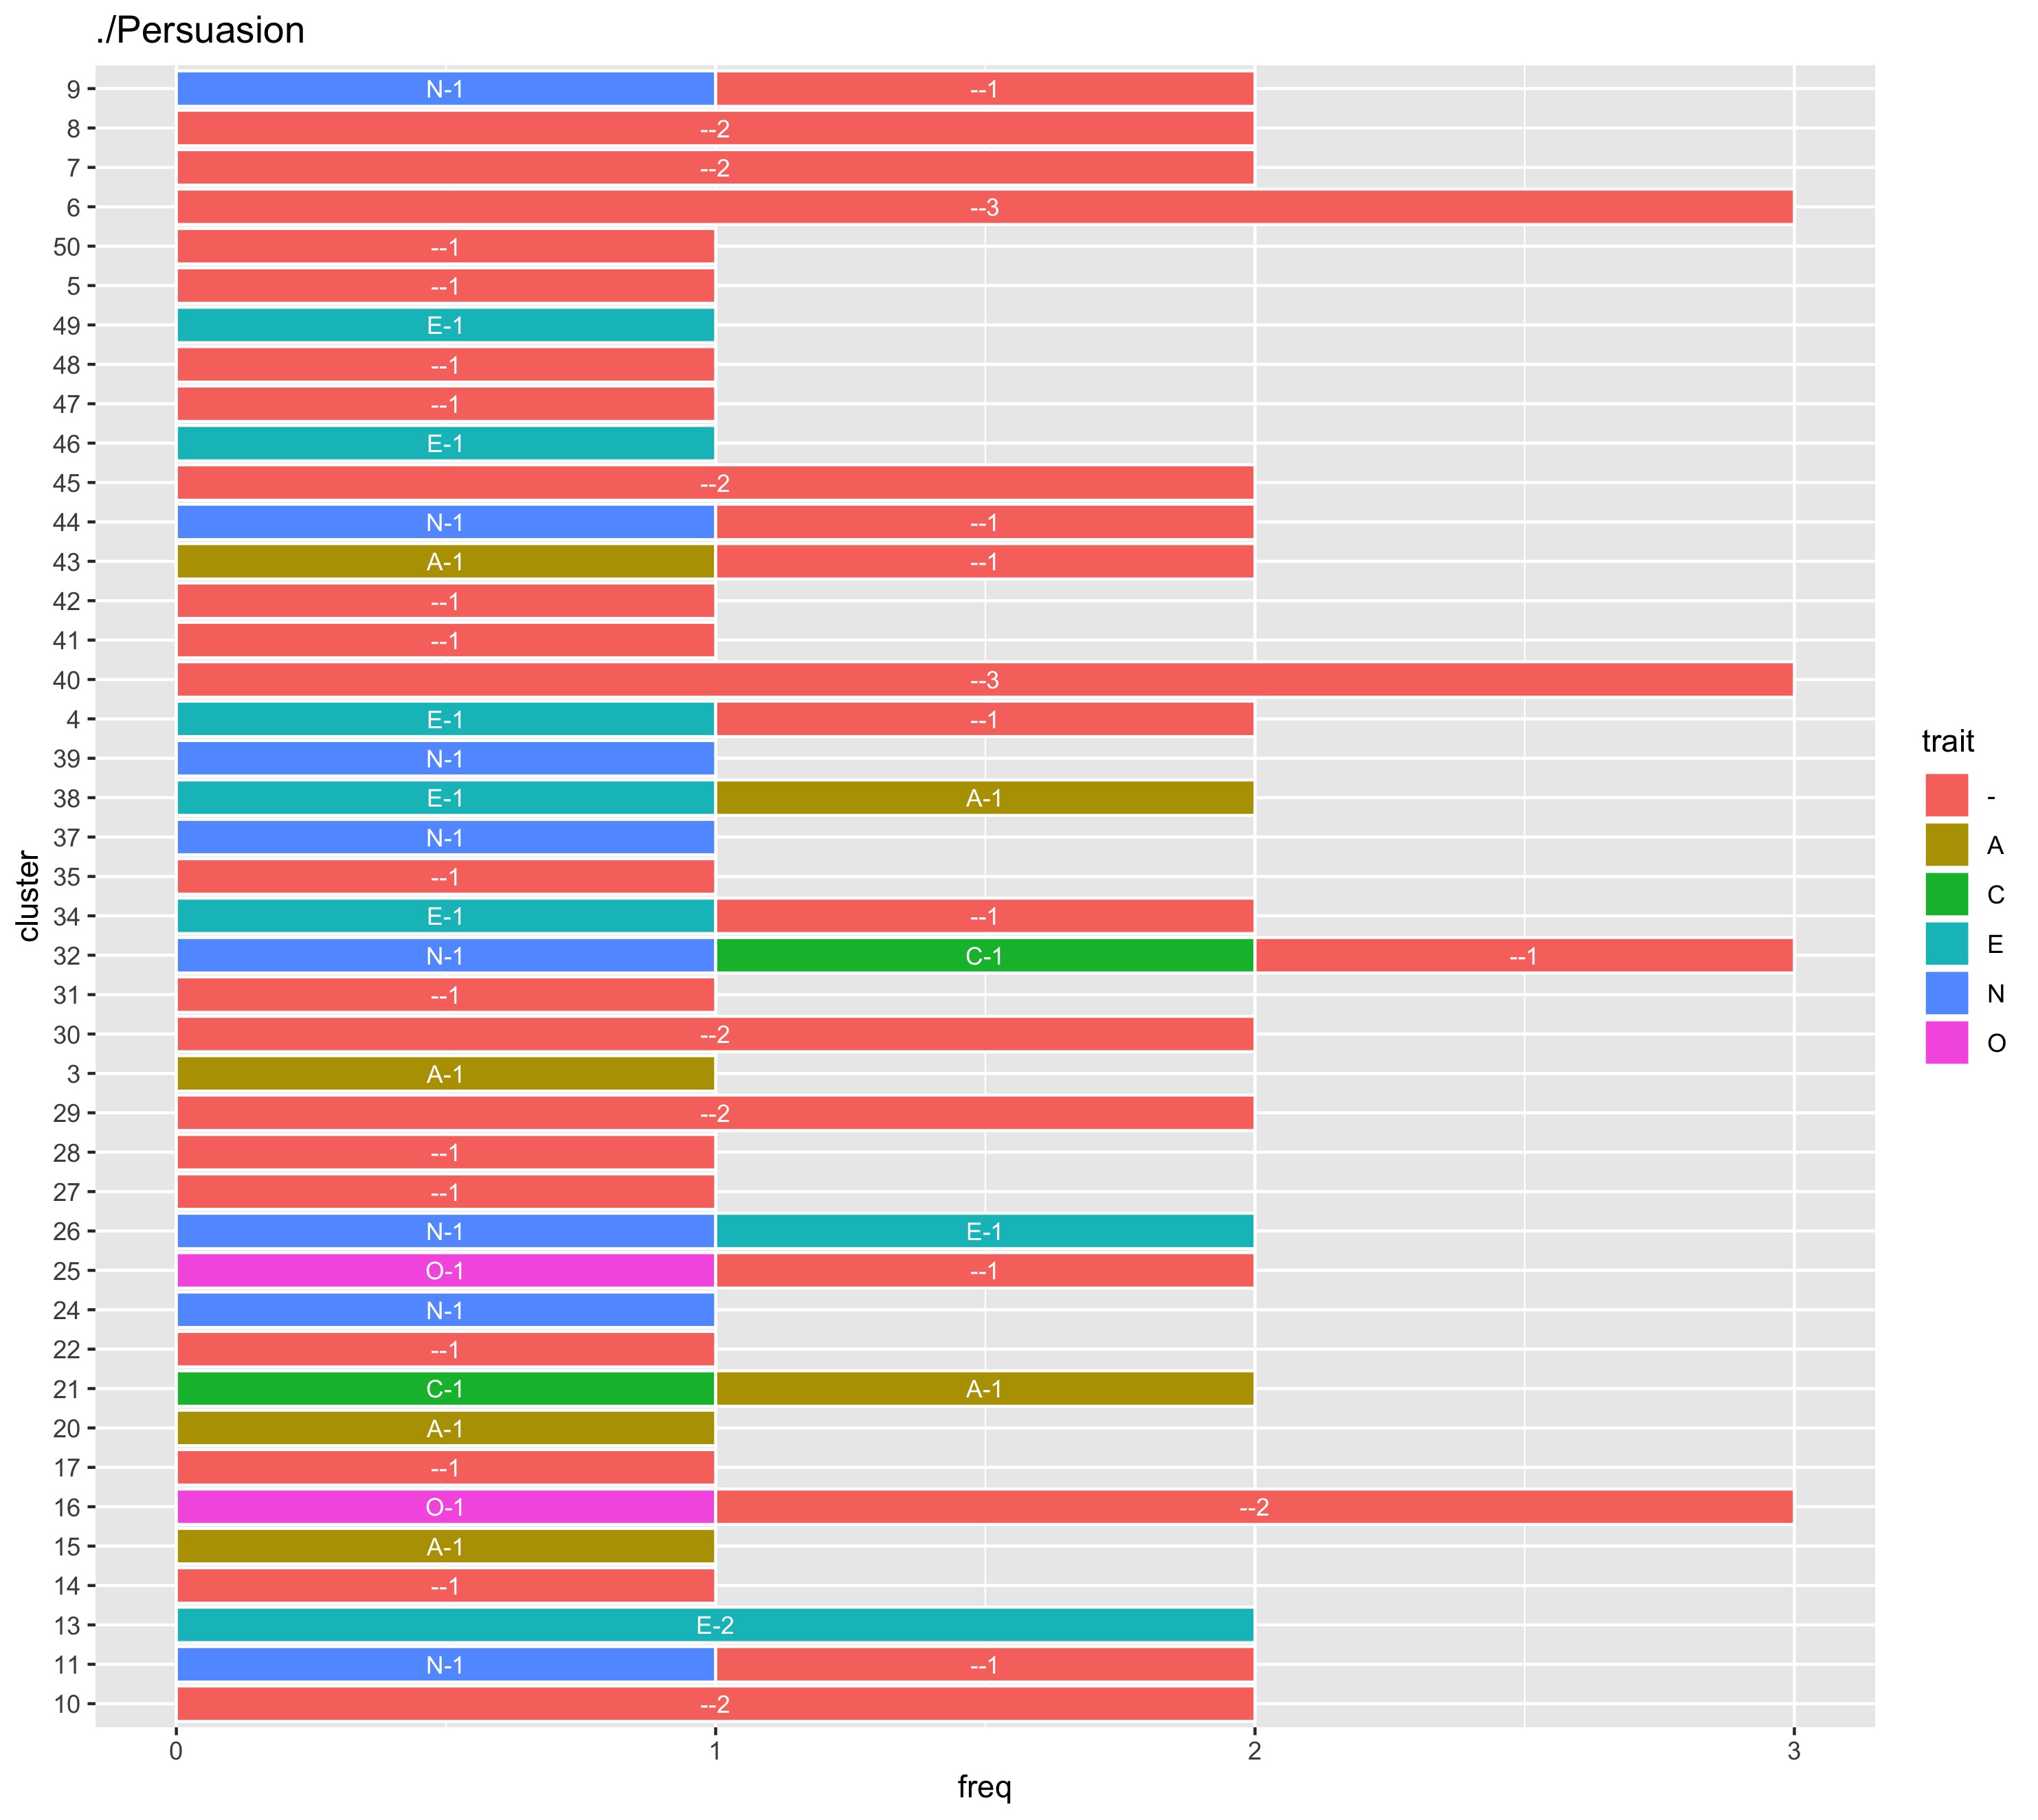 ./Persuasion
9 N-1 --1
8 --2
7 --2
6 --3
50 --1
5 --1
49 E-1
48 --1
47 --1
46 E-1
45 --2
44 N-1 --1
43 A-1 --1
42 --1
41 --1
40 --3
4 E-1 --1
39 N-1
38 E-1 A-1
37 N-1
35 --1
34 E-1 --1
32 N-1 C-1 --1
31 --1
30 --2
3 A-1
29 --2
28 --1
27 --1
26 N-1 E-1
25 O-1 --1
24 N-1
22 --1
21 C-1 A-1
20 A-1
17 --1
16 O-1 --2
15 A-1
14 --1
13 E-2
11 N-1 --1
10 --2
0 1 2 3
freq
cluster
trait
-
A
C
E
N
O